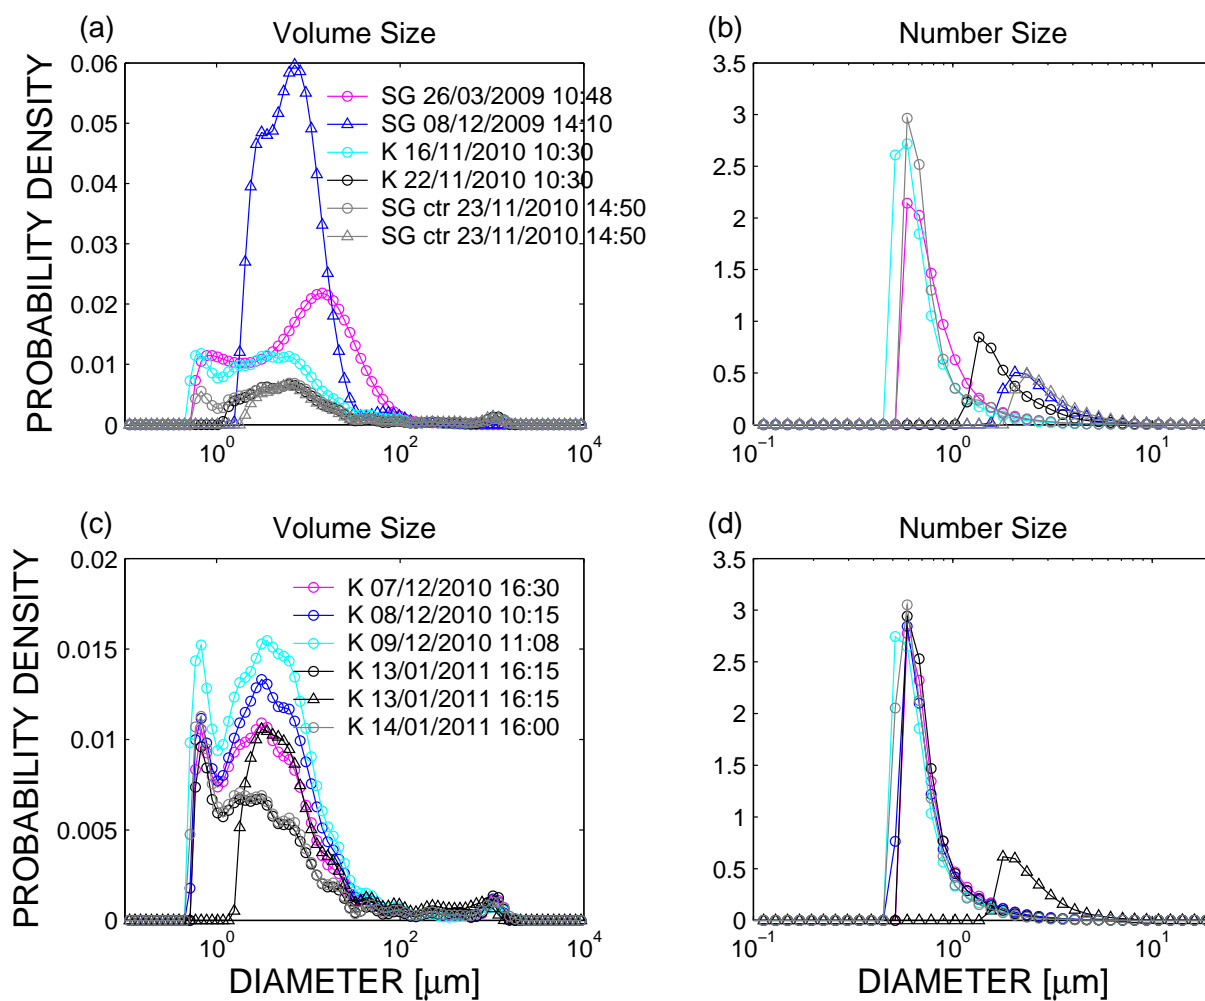 (a)
Volume Size
PROBABILITY DENSITY
0.06
0.05
0.04
0.03
0.02
0.01
0
SG 26/03/2009 10:48
SG 08/12/2009 14:10
K 16/11/2010 10:30
K 22/11/2010 10:30
SG ctr 23/11/2010 14:50
SG ctr 23/11/2010 14:50
10^0
10^2
10^4
(b)
Number Size
3.5
3
2.5
2
1.5
1
0.5
0
10^-1
10^0
10^1
(c)
Volume Size
PROBABILITY DENSITY
0.02
0.015
0.01
0.005
0
K 07/12/2010 16:30
K 08/12/2010 10:15
K 09/12/2010 11:08
K 13/01/2011 16:15
K 13/01/2011 16:15
K 14/01/2011 16:00
10^0
10^2
10^4
DIAMETER [μm]
(d)
Number Size
3.5
3
2.5
2
1.5
1
0.5
0
10^-1
10^0
10^1
DIAMETER [μm]